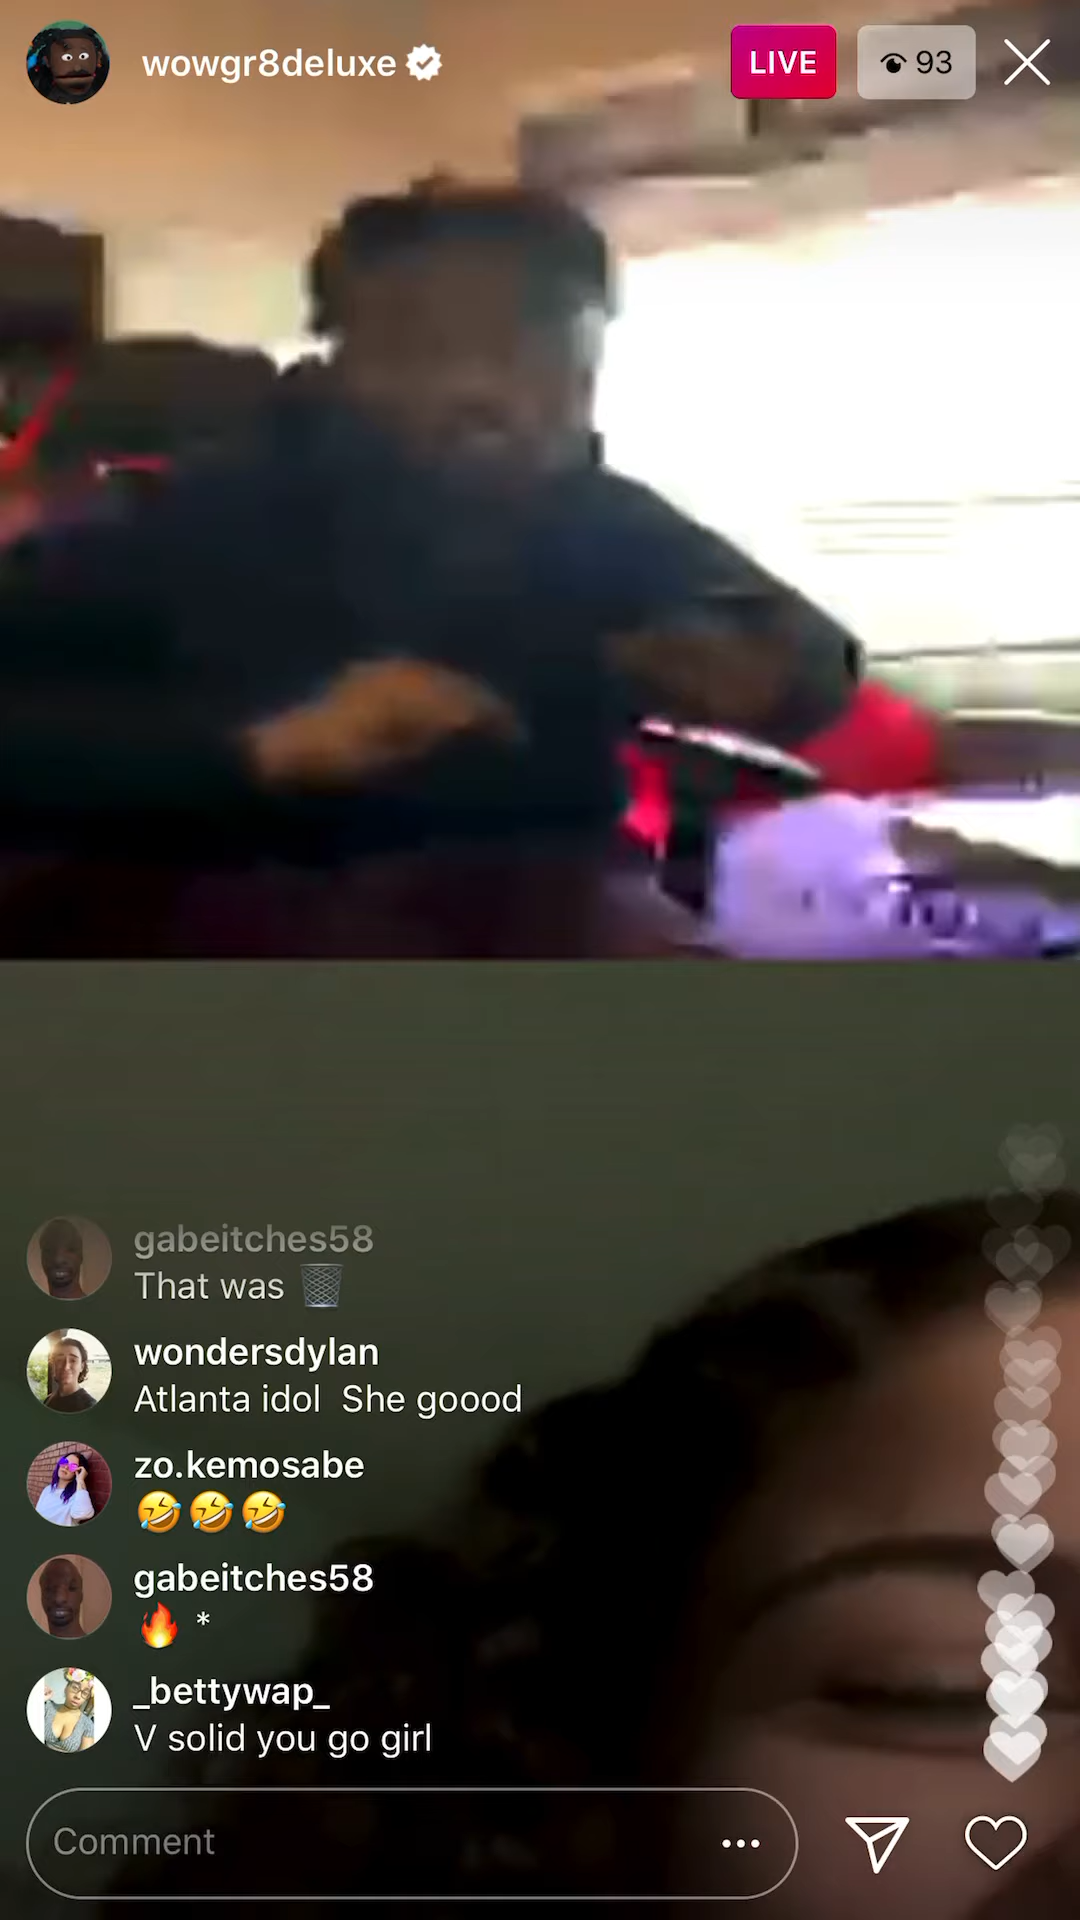 wowgr8deluxe
LIVE
93
gabeitches58
That was 🗑️
wondersdylan
Atlanta idol  She goood
zo.kemosabe
🤣🤣🤣
gabeitches58
🔥 *
_bettywap_
V solid you go girl
Comment